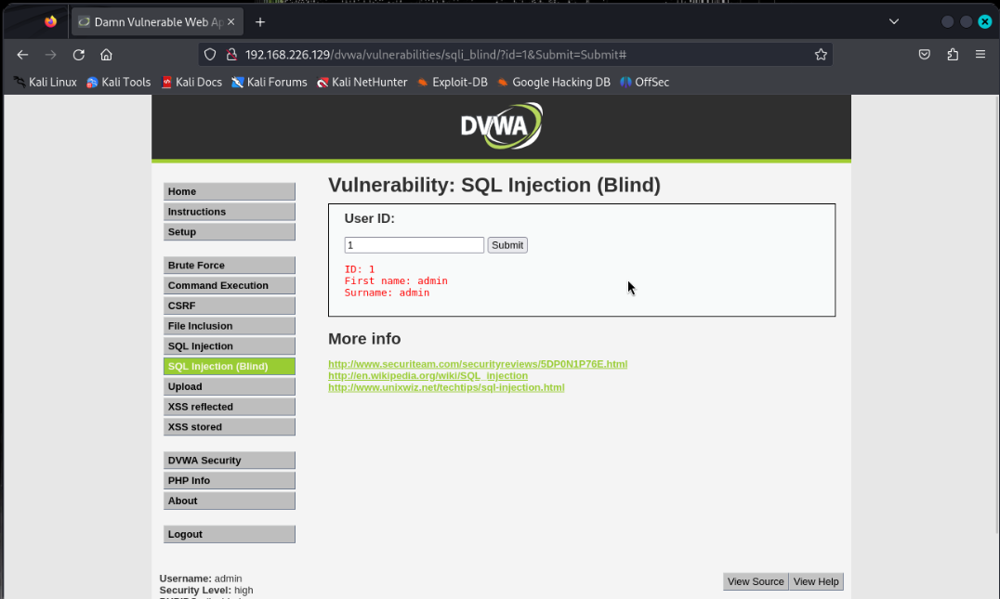 Damn Vulnerable Web Ap
192.168.226.129/dvwa/vulnerabilities/sqli_blind/?id=1&Submit=Submit#
Kali Linux Kali Tools Kali Docs Kali Forums Kali NetHunter Exploit-DB Google Hacking DB OffSec
DVWA
Home
Instructions
Setup
Brute Force
Command Execution
CSRF
File Inclusion
SQL Injection
SQL Injection (Blind)
Upload
XSS reflected
XSS stored
DVWA Security
PHP Info
About
Logout
Vulnerability: SQL Injection (Blind)
User ID:
1 Submit
ID: 1
First name: admin
Surname: admin
More info
http://www.securiteam.com/securityreviews/5DP0N1P76E.html
http://en.wikipedia.org/wiki/SQL_injection
http://www.unixwiz.net/techtips/sql-injection.html
Username: admin
Security Level: high
View Source View Help